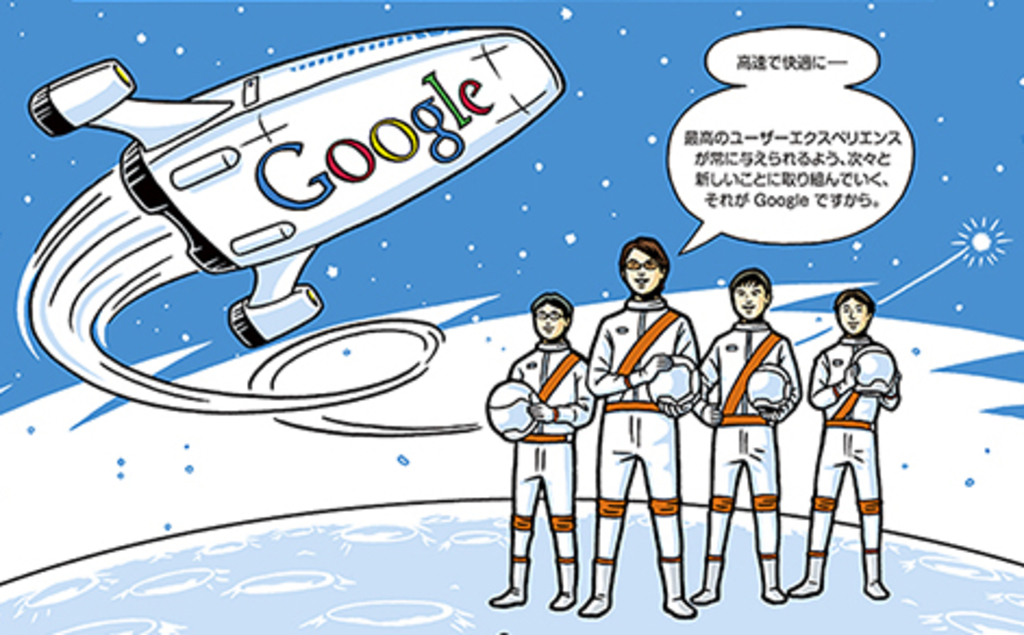 Google
高速で快適に──
最高のユーザーエクスペリエンス
が常に与えられるよう、次々と
新しいことに取り組んでいく、
それが Google ですから。